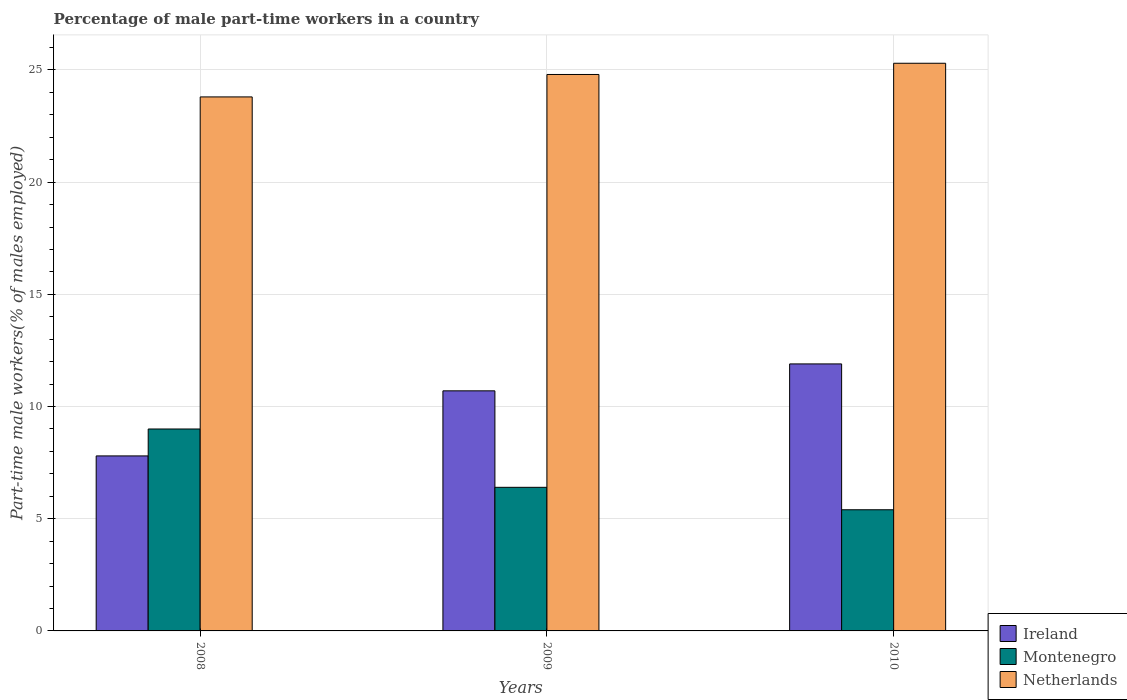 Percentage of male part-time workers in a country
Part-time male workers(% of males employed)
25
20
15
10
5
0
2008
2009
2010
Years
Ireland
Montenegro
Netherlands